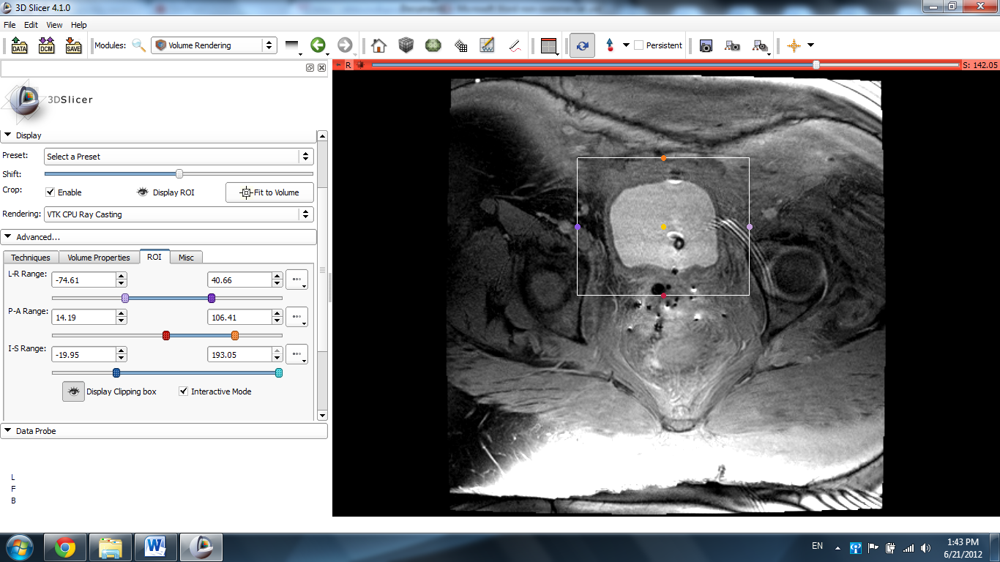 3D Slicer 4.1.0
File Edit View Help
DATA DCM SAVE Modules: Volume Rendering Persistent
R S: 142.05
3DSlicer
Display
Preset: Select a Preset
Shift:
Crop: Enable Display ROI Fit to Volume
Rendering: VTK CPU Ray Casting
Advanced...
Techniques Volume Properties ROI Misc
L-R Range: -74.61 40.66
P-A Range: 14.19 106.41
I-S Range: -19.95 193.05
Display Clipping box Interactive Mode
Data Probe
L
F
B
EN 1:43 PM
6/21/2012